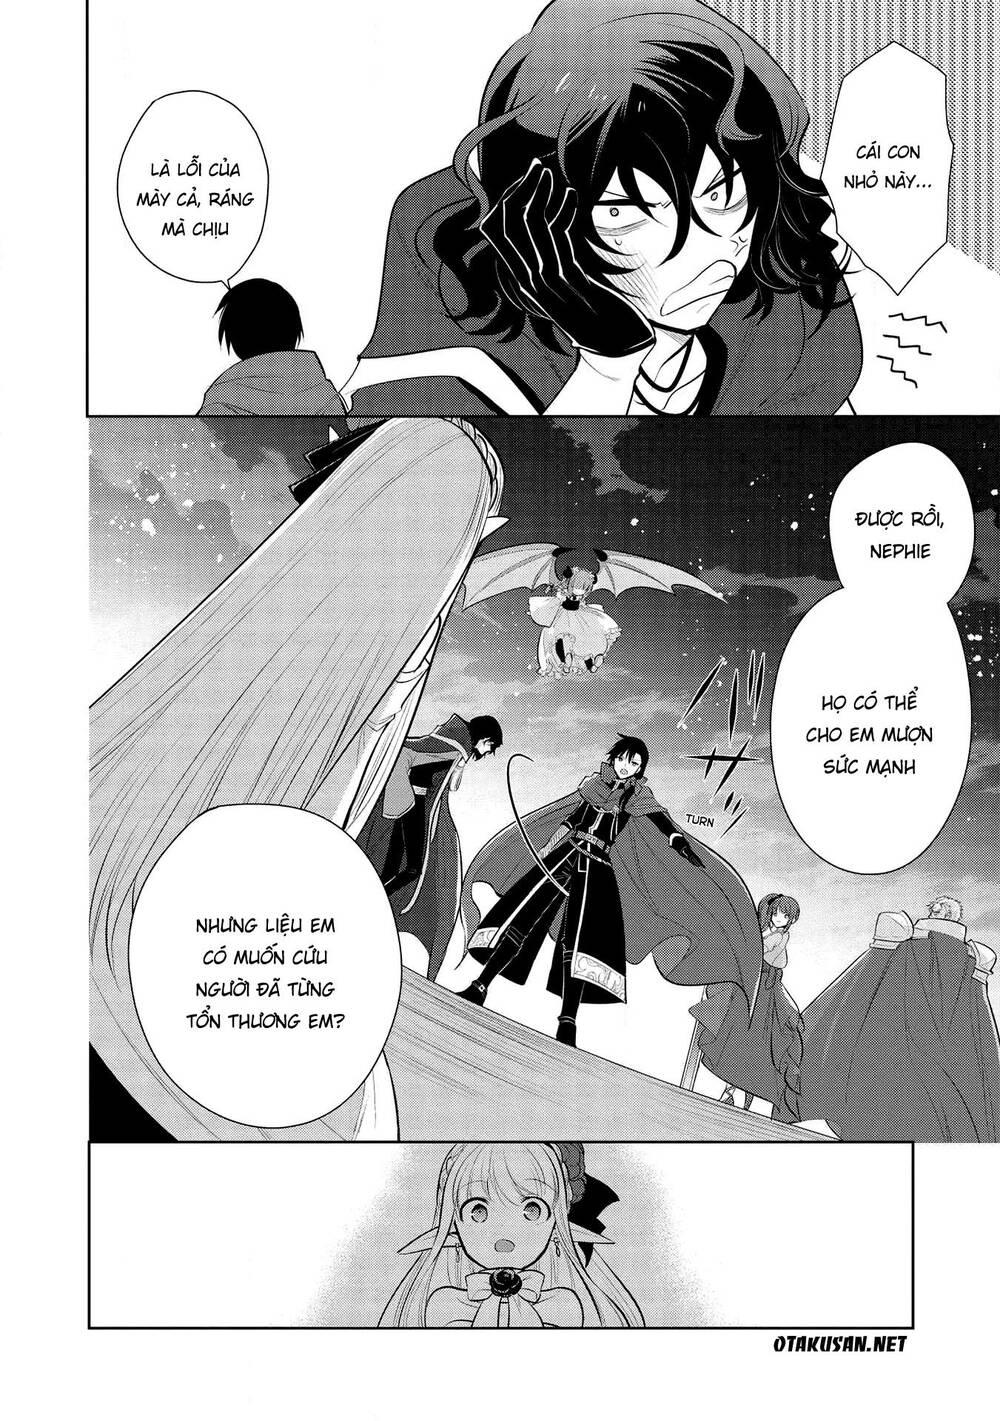 CÁI CON
NHỎ NÀY...
LÀ LỖI CỦA
MÀY CẢ, RÁNG
MÀ CHỊU
ĐƯỢC RỒI,
NEPHIE
HỌ CÓ THỂ
CHO EM MƯỢN
SỨC MẠNH
TURN
NHƯNG LIỆU EM
CÓ MUỐN CỨU
NGƯỜI ĐÃ TỪNG
TỔN THƯƠNG EM?
OTAKUSAN.NET